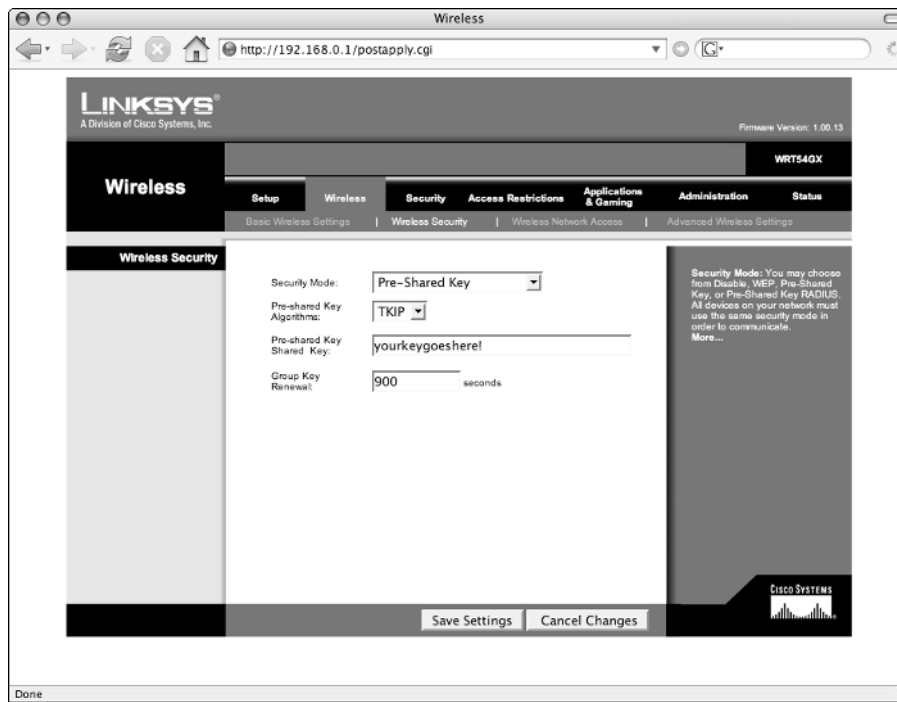 Wireless
http://192.168.0.1/postapply.cgi
G
LINKSYS®
A Division of Cisco Systems, Inc.
Firmware Version: 1.00.13
WRT54GX
Wireless
Setup
Wireless
Security
Access Restrictions
Applications
& Gaming
Administration
Status
Basic Wireless Settings | Wireless Security | Wireless Network Access | Advanced Wireless Settings
Wireless Security
Security Mode: Pre-Shared Key
Pre-shared Key
Algorithms: TKIP
Pre-shared Key
Shared Key: yourkeygoeshere!
Group Key
Renewal: 900 seconds
Security Mode: You may choose
from Disable, WEP, Pre-Shared
Key, or Pre-Shared Key RADIUS.
All devices on your network must
use the same security mode in
order to communicate.
More...
CISCO SYSTEMS
Save Settings Cancel Changes
Done